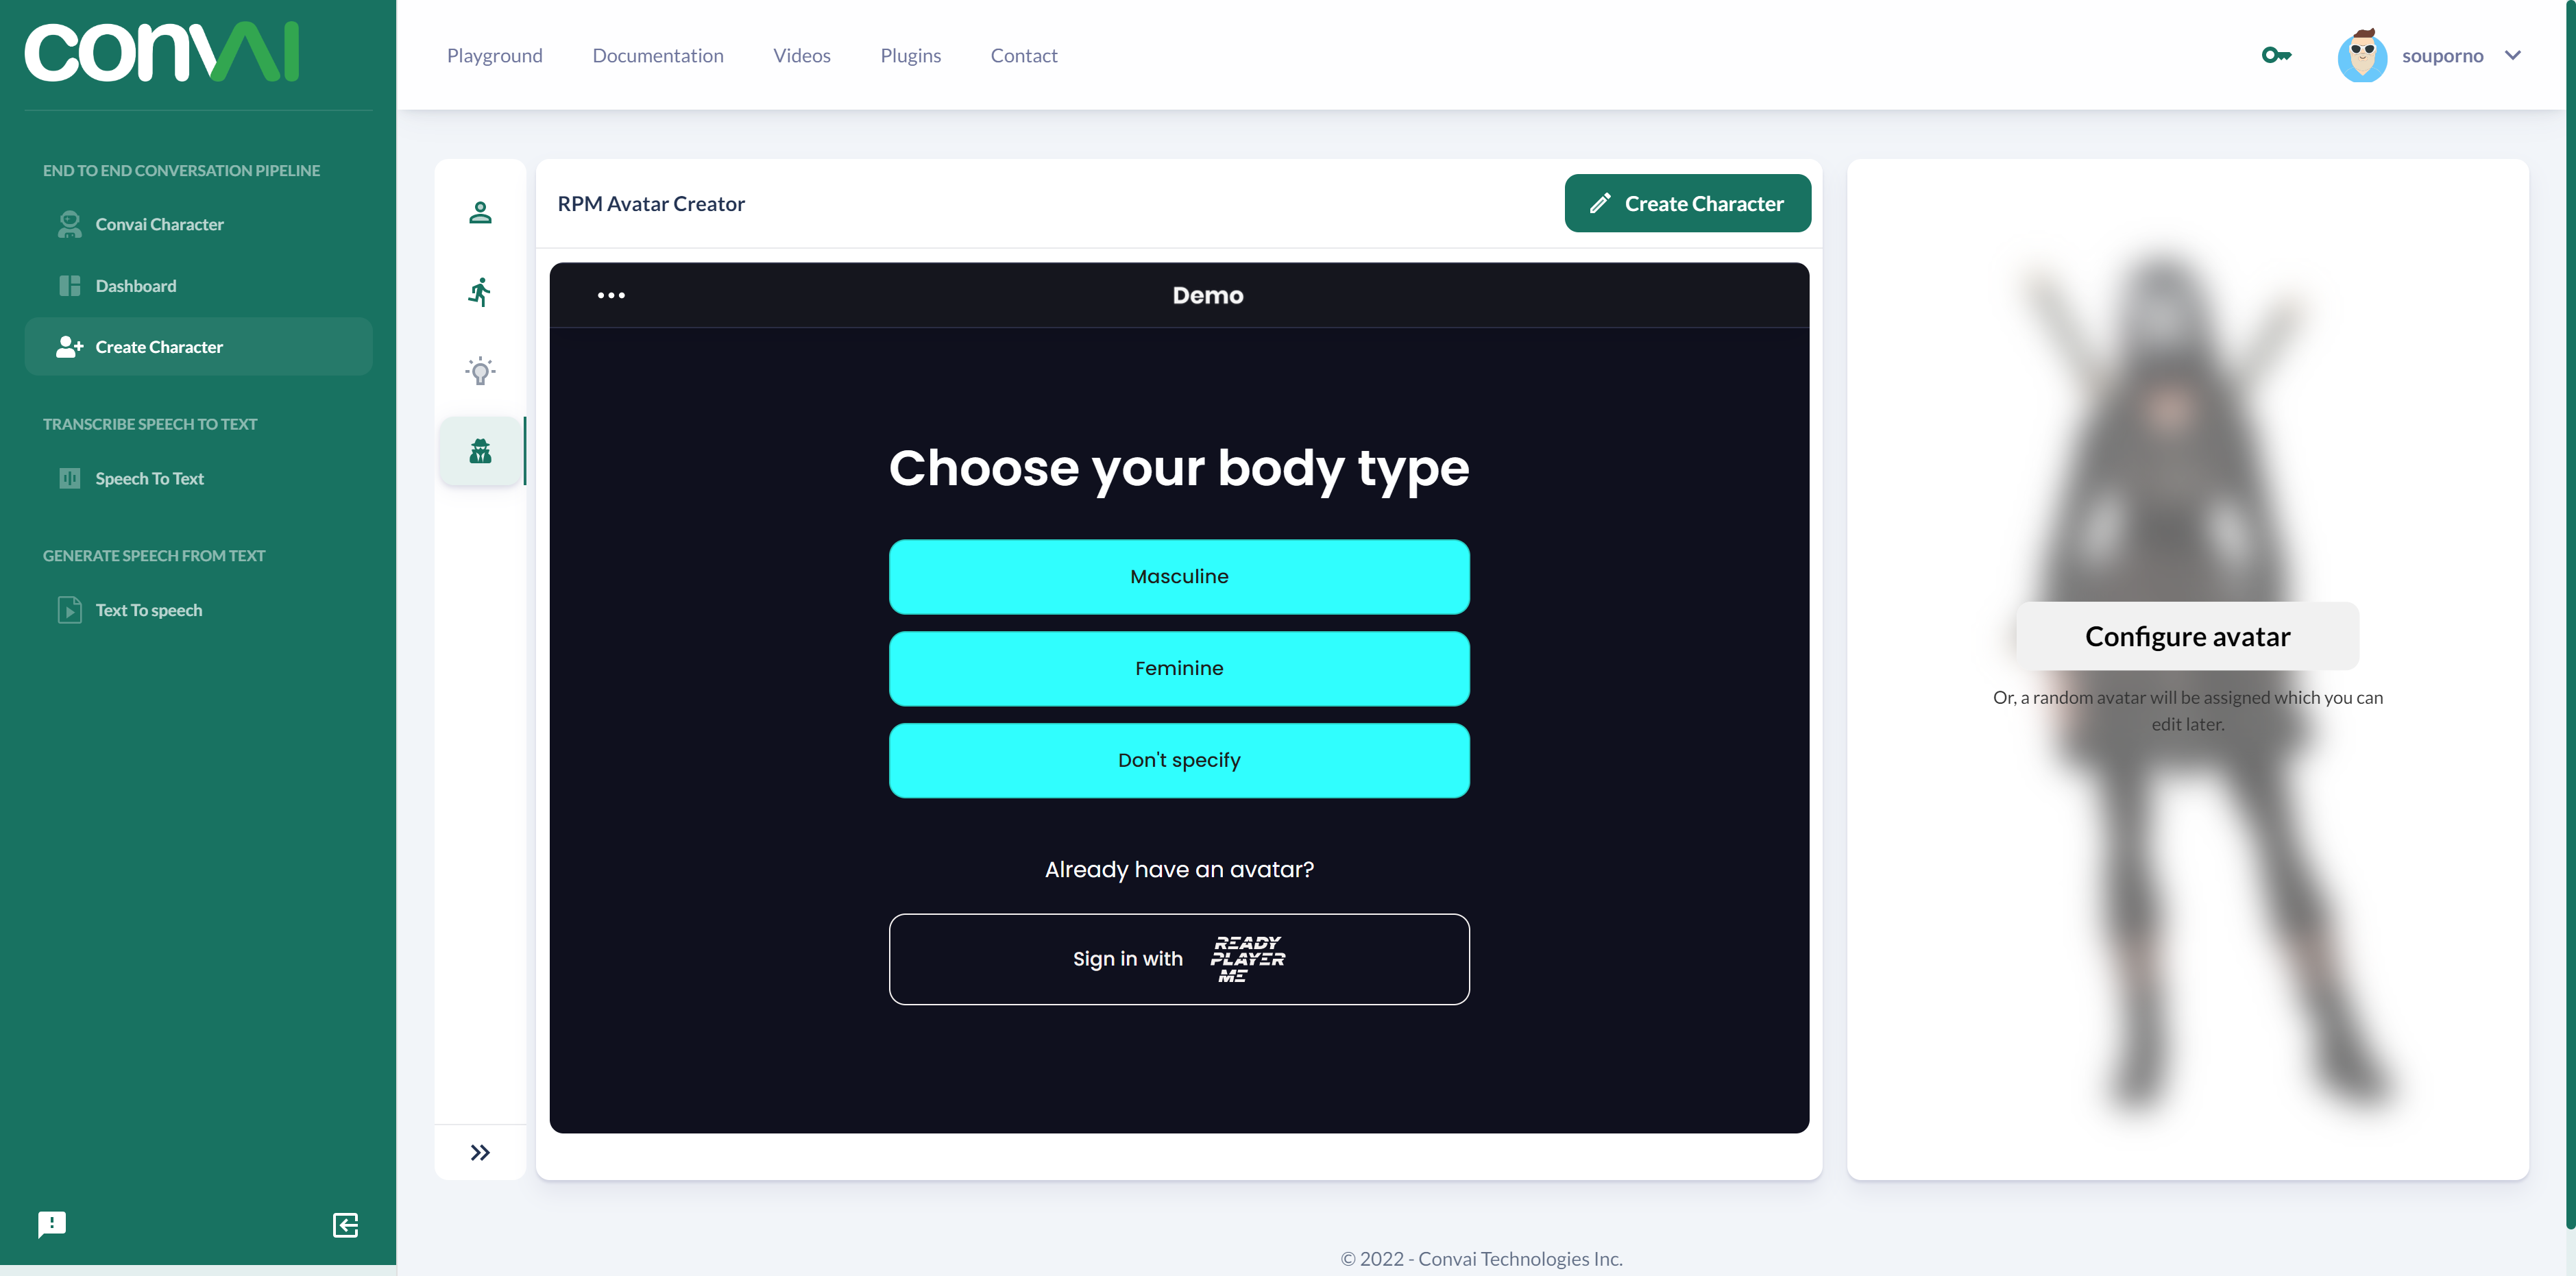 convAI
Playground
Documentation
Videos
Plugins
Contact
souporno
END TO END CONVERSATION PIPELINE
Convai Character
Dashboard
Create Character
TRANSCRIBE SPEECH TO TEXT
Speech To Text
GENERATE SPEECH FROM TEXT
Text To speech
RPM Avatar Creator
Create Character
Demo
Choose your body type
Masculine
Feminine
Don't specify
Already have an avatar?
Sign in with
READY
PLAYER
ME
Configure avatar
Or, a random avatar will be assigned which you can
edit later.
© 2022 - Convai Technologies Inc.